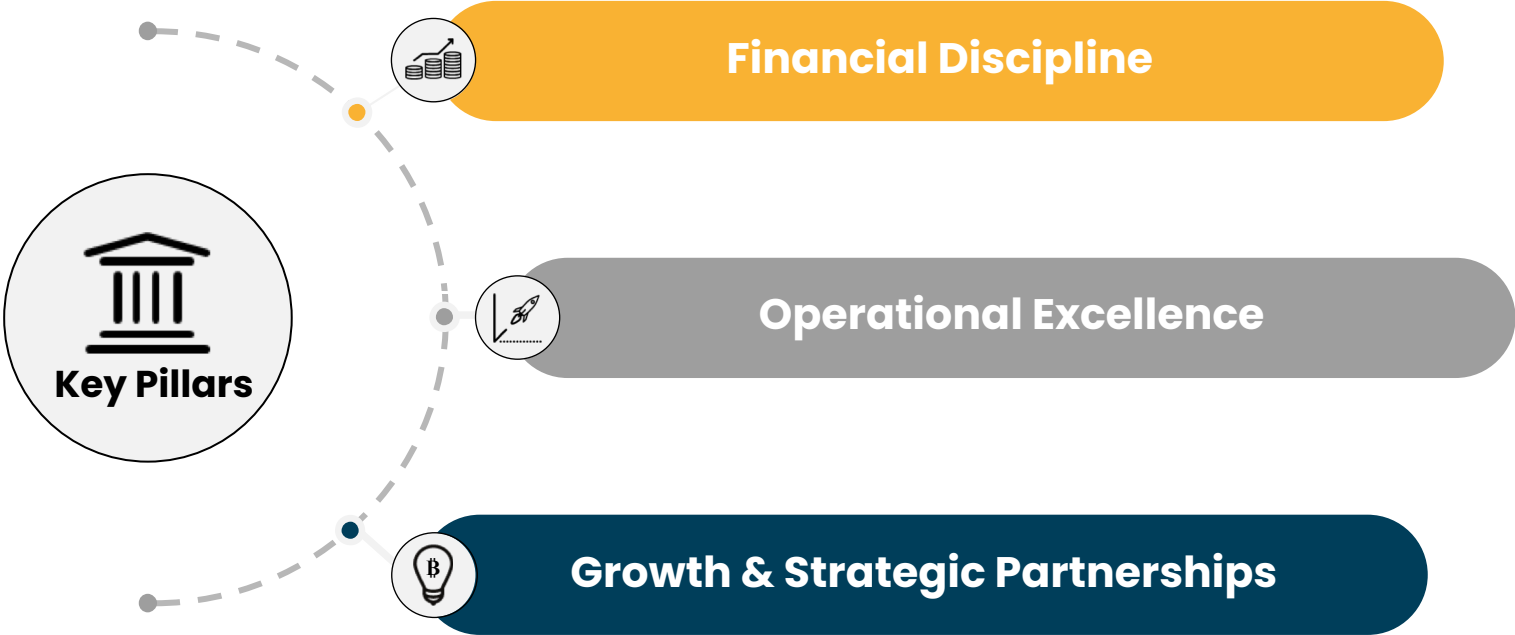 Financial Discipline
Operational Excellence
Key Pillars
Growth & Strategic Partnerships
₿